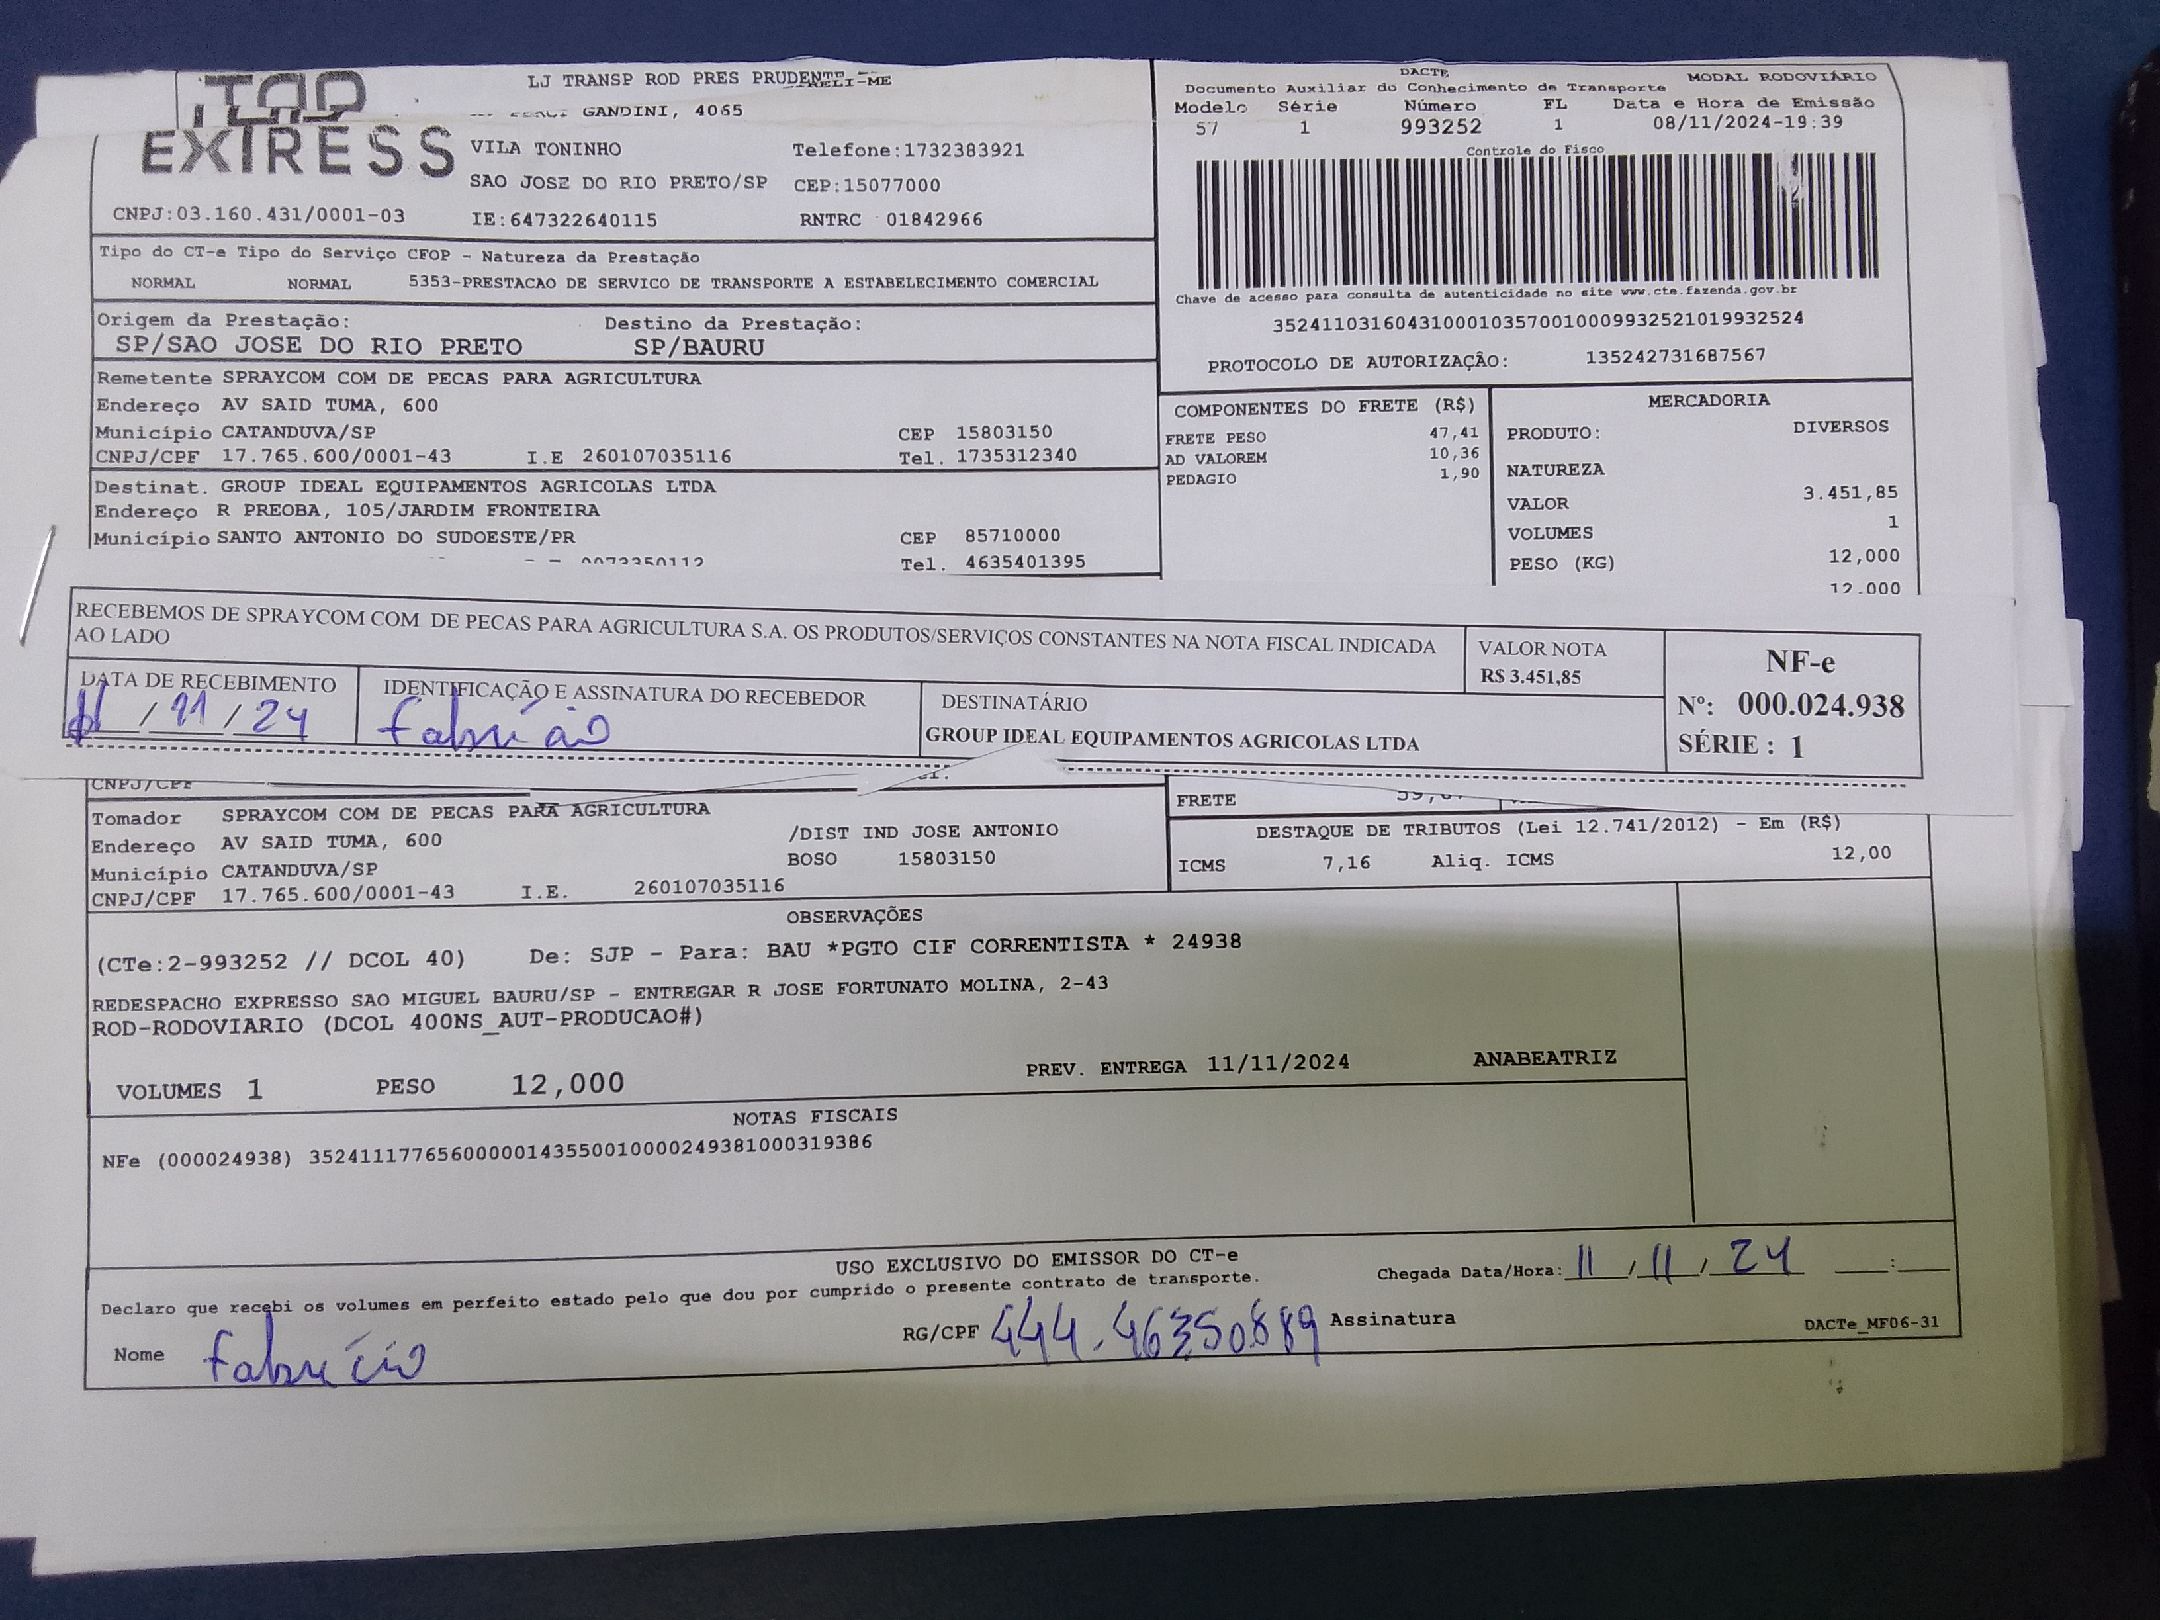 TOP
EXPRESS
LJ TRANSP ROD PRES PRUDENTE
ELI-ME
GANDINI, 4065
VILA TONINHO Telefone:1732383921
SAO JOSE DO RIO PRETO/SP CEP:15077000
CNPJ:03.160.431/0001-03 IE:647322640115 RNTRC 01842966
DACTE MODAL RODOVIÁRIO
Documento Auxiliar do Conhecimento de Transporte
Modelo Série Número FL Data e Hora de Emissão
57 1 993252 1 08/11/2024-19:39
Controle do Fisco
Chave de acesso para consulta de autenticidade no site www.cte.fazenda.gov.br
35241103160431000103570010009932521019932524
PROTOCOLO DE AUTORIZAÇÃO: 135242731687567
Tipo do CT-e Tipo do Serviço CFOP - Natureza da Prestação
NORMAL NORMAL 5353-PRESTACAO DE SERVICO DE TRANSPORTE A ESTABELECIMENTO COMERCIAL
Origem da Prestação: Destino da Prestação:
SP/SAO JOSE DO RIO PRETO SP/BAURU
Remetente SPRAYCOM COM DE PECAS PARA AGRICULTURA
Endereço AV SAID TUMA, 600
Município CATANDUVA/SP CEP 15803150
CNPJ/CPF 17.765.600/0001-43 I.E 260107035116 Tel. 1735312340
Destinat. GROUP IDEAL EQUIPAMENTOS AGRICOLAS LTDA
Endereço R PREOBA, 105/JARDIM FRONTEIRA
Município SANTO ANTONIO DO SUDOESTE/PR CEP 85710000
Tel. 4635401395
COMPONENTES DO FRETE (R$)
FRETE PESO 47,41
AD VALOREM 10,36
PEDAGIO 1,90
MERCADORIA
PRODUTO: DIVERSOS
NATUREZA
VALOR 3.451,85
VOLUMES 1
PESO (KG) 12,000
12.000
RECEBEMOS DE SPRAYCOM COM DE PECAS PARA AGRICULTURA S.A. OS PRODUTOS/SERVIÇOS CONSTANTES NA NOTA FISCAL INDICADA
AO LADO
VALOR NOTA
R$ 3.451,85
NF-e
Nº: 000.024.938
SÉRIE : 1
DATA DE RECEBIMENTO
11/11/24
IDENTIFICAÇÃO E ASSINATURA DO RECEBEDOR
Fabricio
DESTINATÁRIO
GROUP IDEAL EQUIPAMENTOS AGRICOLAS LTDA
CNPJ/CPF
Tomador SPRAYCOM COM DE PECAS PARA AGRICULTURA
Endereço AV SAID TUMA, 600 /DIST IND JOSE ANTONIO
Município CATANDUVA/SP BOSO 15803150
CNPJ/CPF 17.765.600/0001-43 I.E. 260107035116
FRETE
DESTAQUE DE TRIBUTOS (Lei 12.741/2012) - Em (R$)
ICMS 7,16 Aliq. ICMS 12,00
OBSERVAÇÕES
(CTe:2-993252 // DCOL 40) De: SJP - Para: BAU *PGTO CIF CORRENTISTA * 24938
REDESPACHO EXPRESSO SAO MIGUEL BAURU/SP - ENTREGAR R JOSE FORTUNATO MOLINA, 2-43
ROD-RODOVIARIO (DCOL 400NS_AUT-PRODUCAO#)
VOLUMES 1 PESO 12,000 PREV. ENTREGA 11/11/2024 ANABEATRIZ
NOTAS FISCAIS
NFe (000024938) 35241117765600000143550010000249381000319386
USO EXCLUSIVO DO EMISSOR DO CT-e
Declaro que recebi os volumes em perfeito estado pelo que dou por cumprido o presente contrato de transporte.
Chegada Data/Hora: 11/11/24 __:__
Nome Fabricio RG/CPF 444.46350889 Assinatura
DACTe_MF06-31